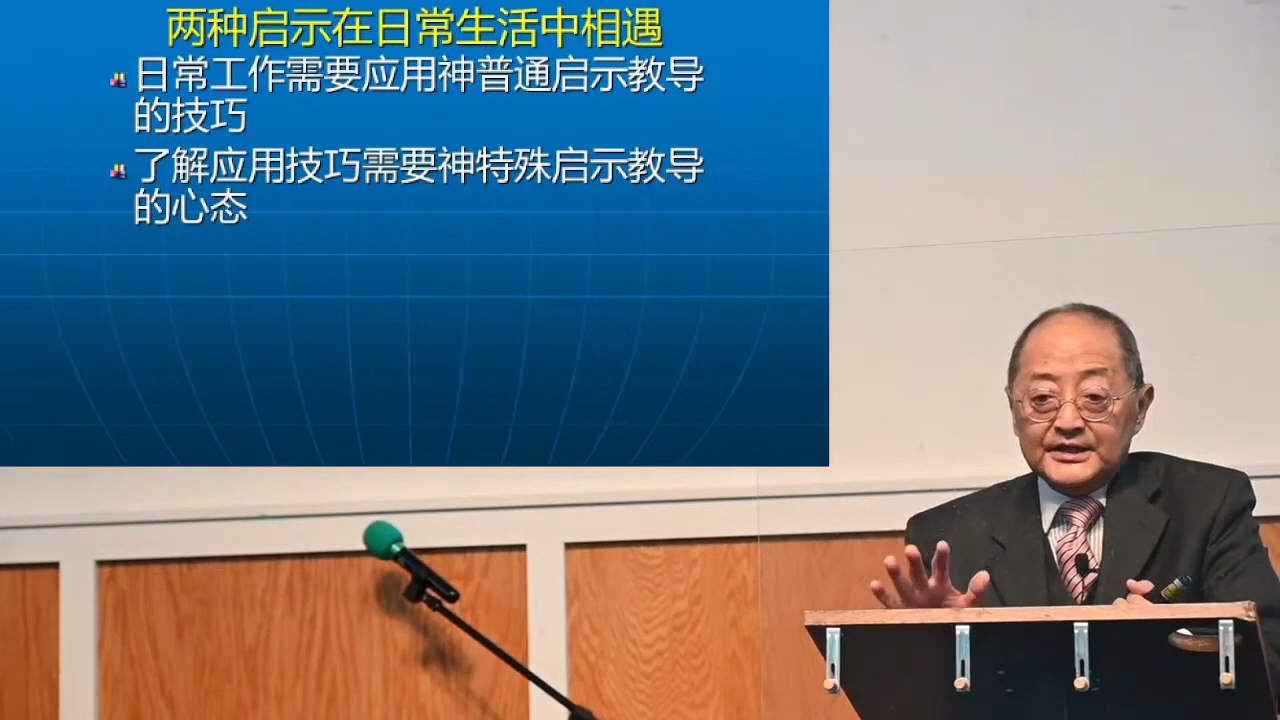 两种启示在日常生活中相遇
日常工作需要应用神普通启示教导
的技巧
了解应用技巧需要神特殊启示教导
的心态